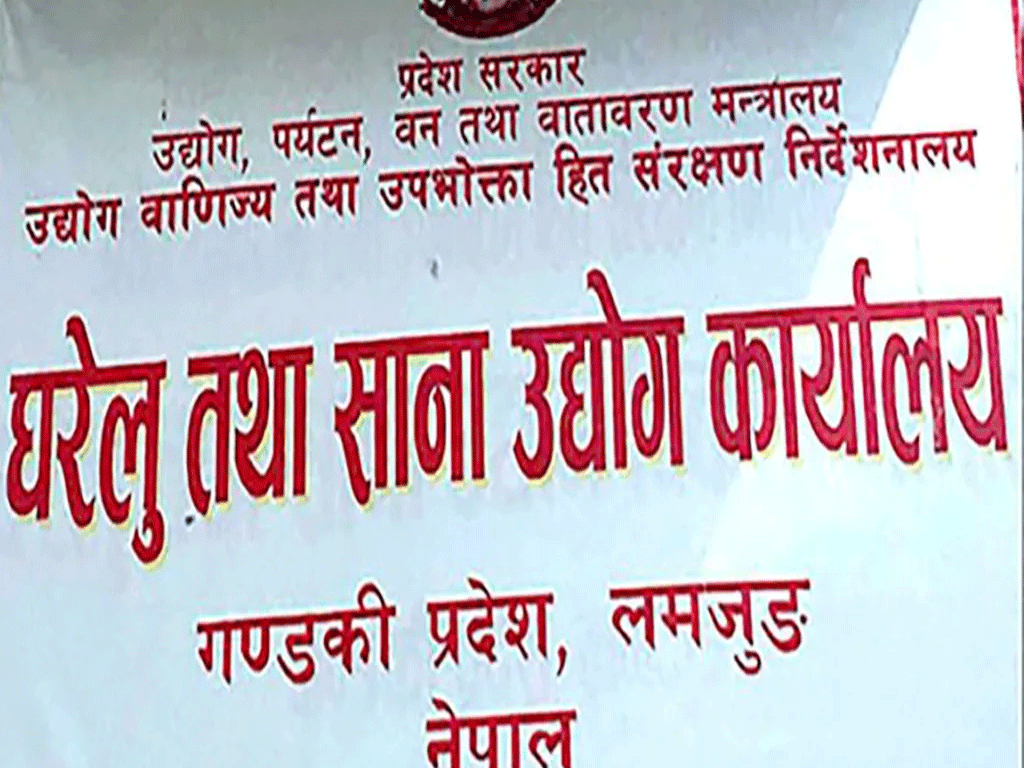 प्रदेश सरकार
उद्योग, पर्यटन, वन तथा वातावरण मन्त्रालय
उद्योग वाणिज्य तथा उपभोक्ता हित संरक्षण निर्देशनालय
घरेलु तथा साना उद्योग कार्यालय
गण्डकी प्रदेश, लमजुङ
नेपाल